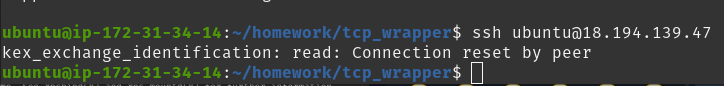 ubuntu@ip-172-31-34-14:~/homework/tcp_wrapper$ ssh ubuntu@18.194.139.47
kex_exchange_identification: read: Connection reset by peer
ubuntu@ip-172-31-34-14:~/homework/tcp_wrapper$